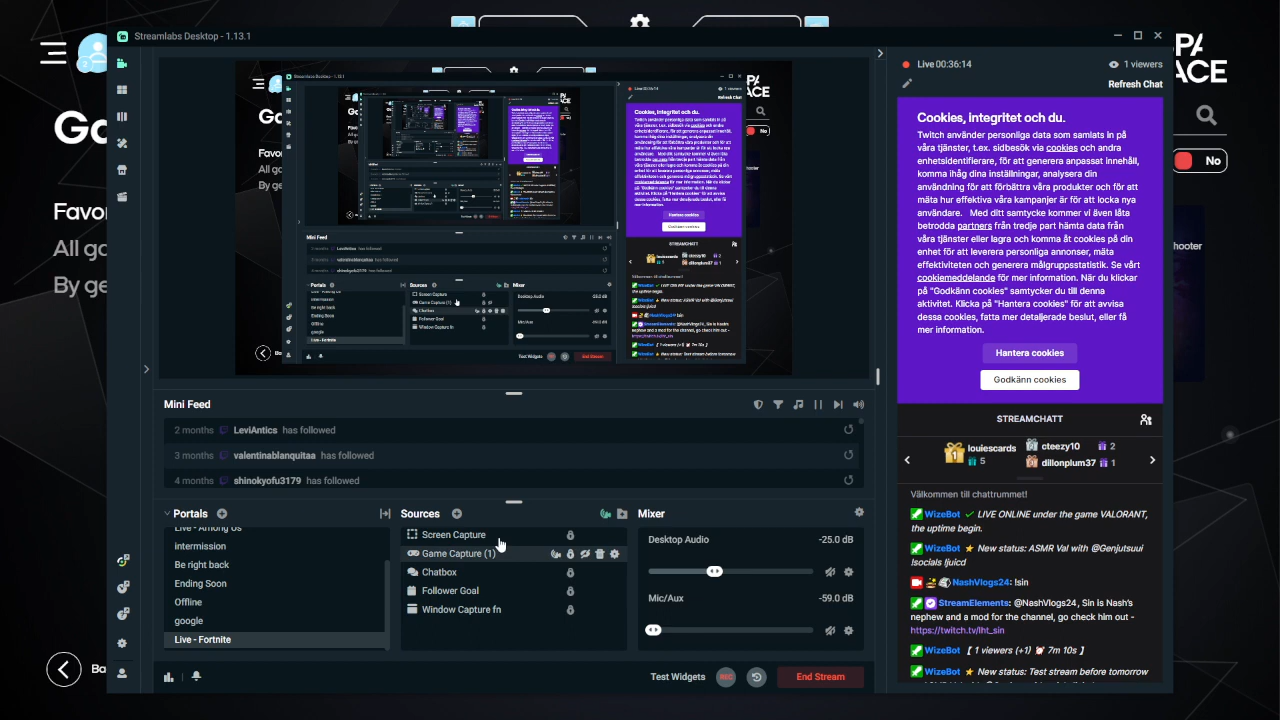 Streamlabs Desktop - 1.13.1
Live 00:36:14
1 viewers
Refresh Chat
Cookies, integritet och du.
Twitch använder personliga data som samlats in på
våra tjänster, t.ex. sidbesök via cookies och andra
enhetsidentifierare, för att generera anpassat innehåll,
komma ihåg dina inställningar, analysera din
användning för att förbättra våra produkter och för att
mäta hur effektiva våra kampanjer är för att locka nya
användare. Med ditt samtycke kommer vi även låta
betrodda partners från tredje part hämta data från
våra tjänster eller lagra och komma åt cookies på din
enhet för att leverera personliga annonser, mäta
effektiviteten och generera målgruppsstatistik. Se vårt
cookiemeddelande för mer information. När du klickar
på "Godkänn cookies" samtycker du till denna
aktivitet. Klicka på "Hantera cookies" för att avvisa
dessa cookies, fatta mer detaljerade beslut, eller få
mer information.
Hantera cookies
Godkänn cookies
STREAMCHATT
louiescards
5
cteezy10 2
dillonplum37 1
Välkommen till chattrummet!
WizeBot ✓ LIVE ONLINE under the game VALORANT,
the uptime begin.
WizeBot ★ New status: ASMR Val with @Genjutsuui
!socials !juicd
NashVlogs24: !sin
StreamElements: @NashVlogs24, Sin is Nash's
nephew and a mod for the channel, go check him out -
https://twitch.tv/lht_sin
WizeBot 【 1 viewers (+1) ⏰ 7m 10s 】
WizeBot ★ New status: Test stream before tomorrow
Mini Feed
2 months LeviAntics has followed
3 months valentinablanquitaa has followed
4 months shinokyofu3179 has followed
Portals
Live - Among Us
intermission
Be right back
Ending Soon
Offline
google
Live - Fortnite
Sources
Screen Capture
Game Capture (1)
Chatbox
Follower Goal
Window Capture fn
Mixer
Desktop Audio -25.0 dB
Mic/Aux -59.0 dB
Test Widgets
REC
End Stream
2
Favor
All ga
By ge
Ba
ACE
No
hooter